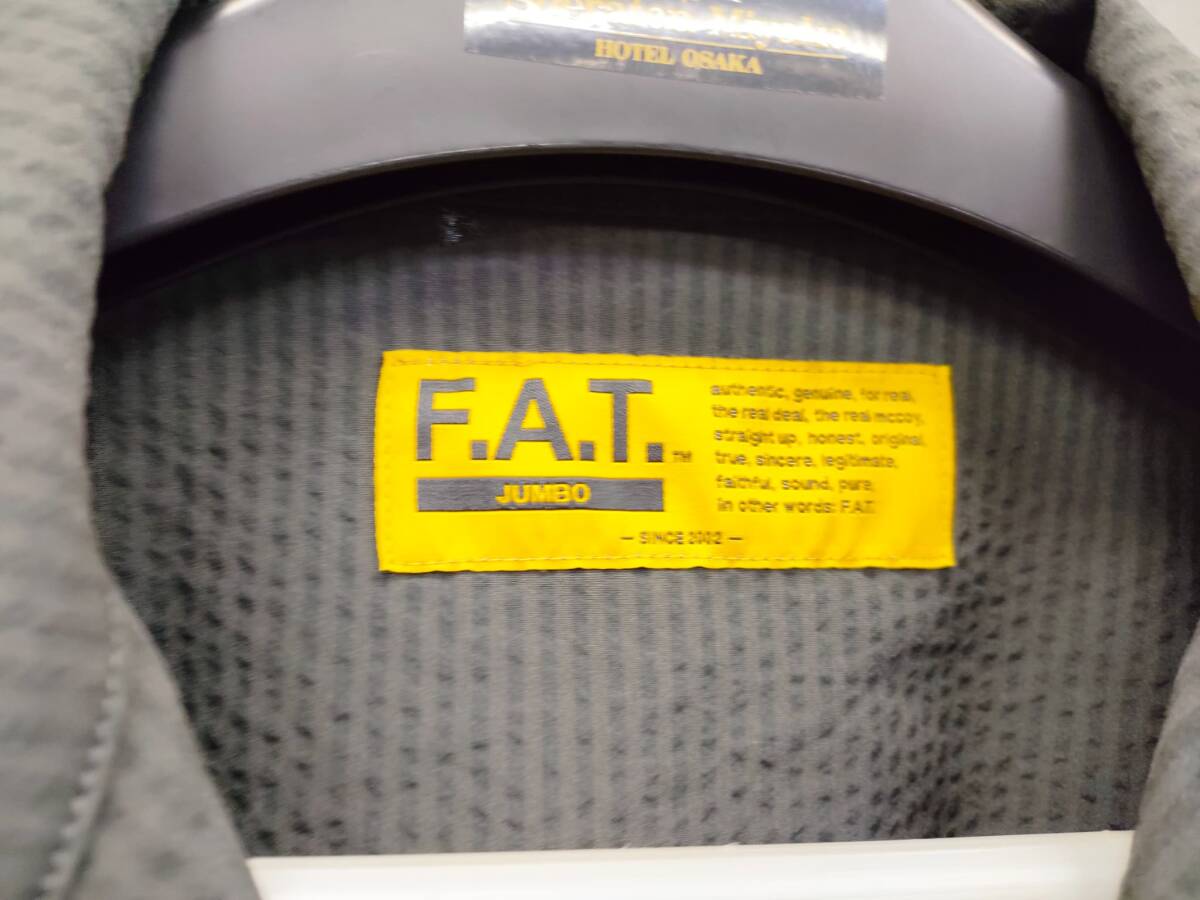 HOTEL OSAKA
F.A.T.™
JUMBO
authentic, genuine, for real,
the real deal, the real mccoy,
straight up, honest, original,
true, sincere, legitimate,
faithful, sound, pure,
in other words: F.A.T.
— SINCE 2002 —